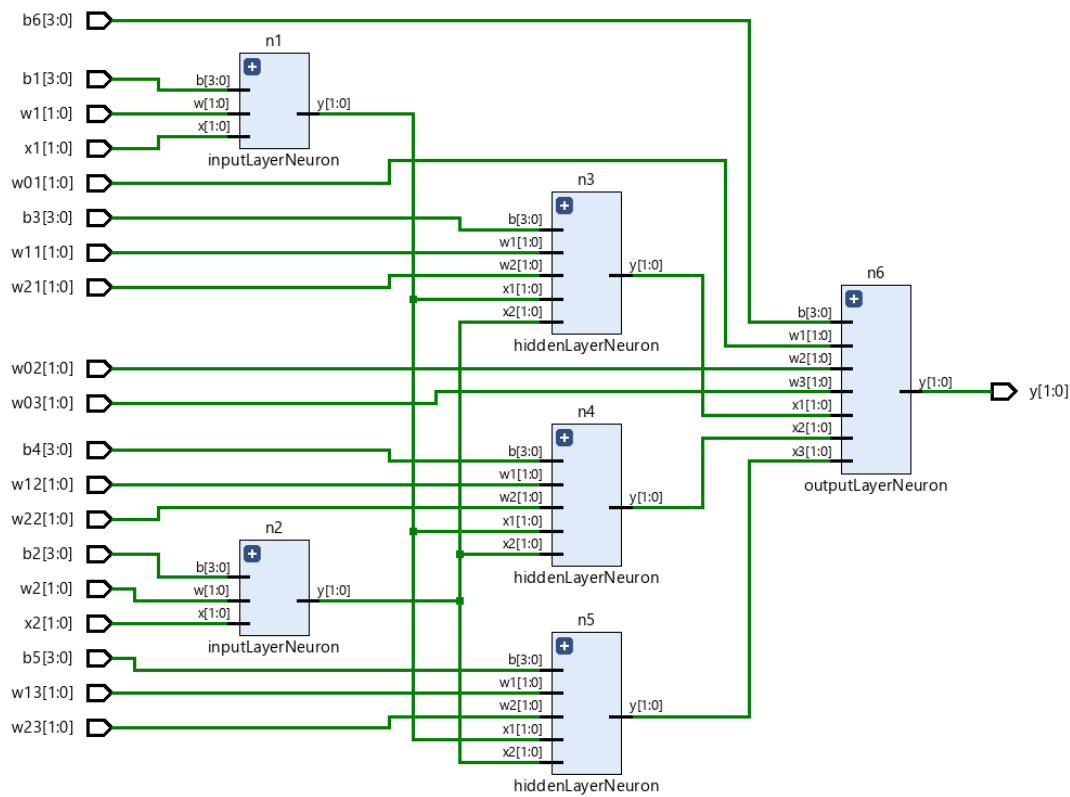 b6[3:0]
b1[3:0]
w1[1:0]
x1[1:0]
w01[1:0]
b3[3:0]
w11[1:0]
w21[1:0]
w02[1:0]
w03[1:0]
b4[3:0]
w12[1:0]
w22[1:0]
b2[3:0]
w2[1:0]
x2[1:0]
b5[3:0]
w13[1:0]
w23[1:0]
n1
b[3:0]
w[1:0]
x[1:0]
y[1:0]
inputLayerNeuron
n2
b[3:0]
w[1:0]
x[1:0]
y[1:0]
inputLayerNeuron
n3
b[3:0]
w1[1:0]
w2[1:0]
x1[1:0]
x2[1:0]
y[1:0]
hiddenLayerNeuron
n4
b[3:0]
w1[1:0]
w2[1:0]
x1[1:0]
x2[1:0]
y[1:0]
hiddenLayerNeuron
n5
b[3:0]
w1[1:0]
w2[1:0]
x1[1:0]
x2[1:0]
y[1:0]
hiddenLayerNeuron
n6
b[3:0]
w1[1:0]
w2[1:0]
w3[1:0]
x1[1:0]
x2[1:0]
x3[1:0]
y[1:0]
outputLayerNeuron
y[1:0]